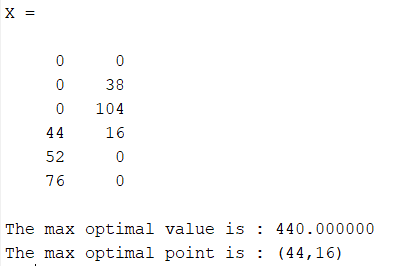 X =
0 0
0 38
0 104
44 16
52 0
76 0
The max optimal value is : 440.000000
The max optimal point is : (44,16)